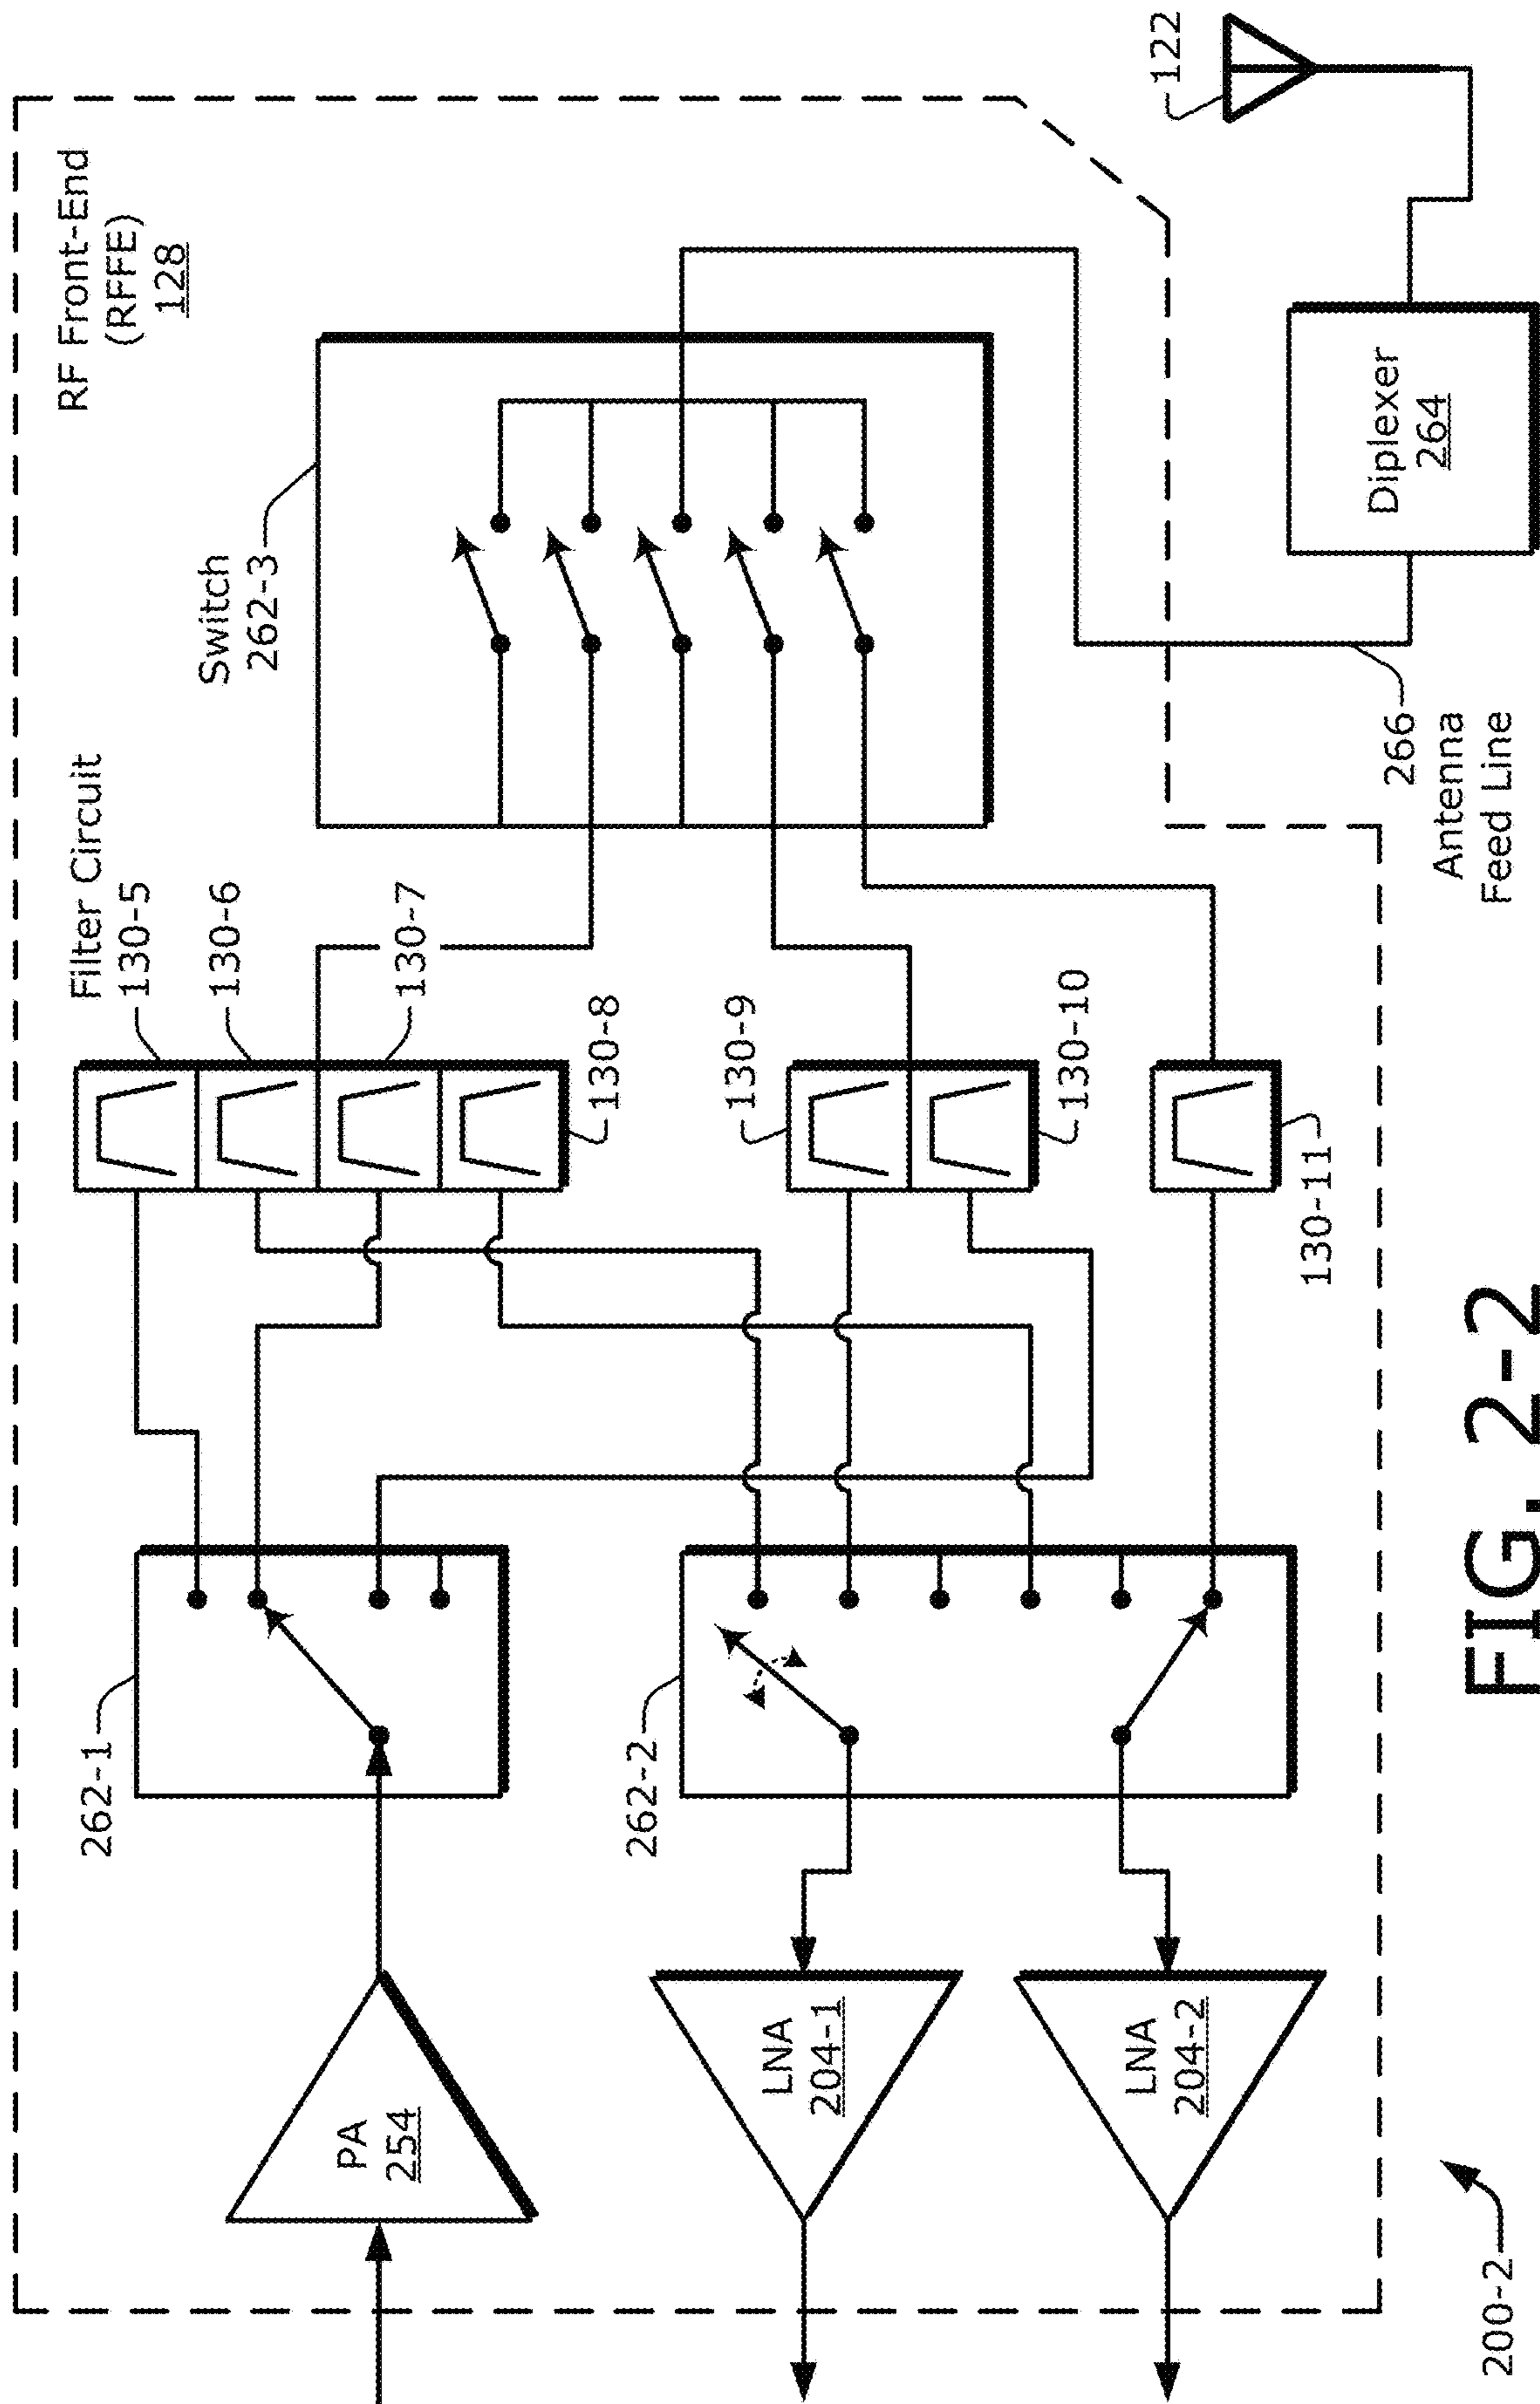 RF Front-End
(RFFE)
128
Filter Circuit
130-5
130-6
130-7
130-8
130-9
130-10
130-11
Switch
262-3
262-1
262-2
PA
254
LNA
204-1
LNA
204-2
122
Diplexer
264
266
Antenna
Feed Line
200-2
FIG. 2-2